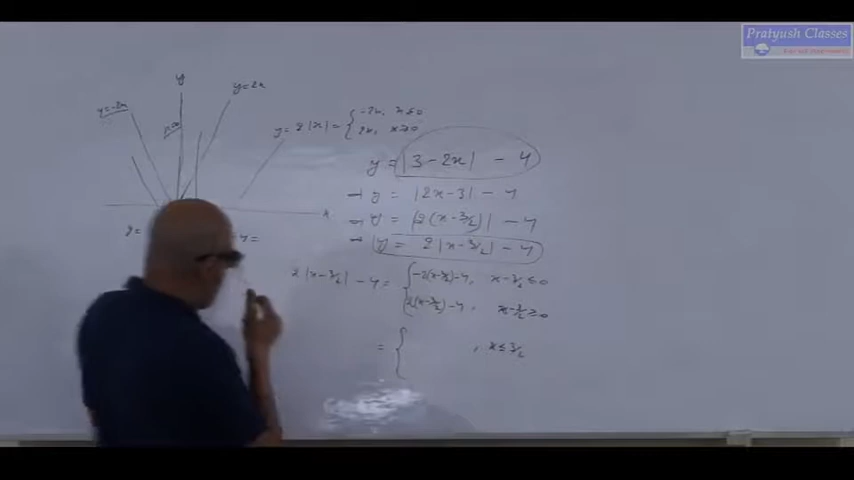 Pratyush Classes
y
y = 2x
y = -2x
y = 2|x| = { -2x, x ≤ 0
2x, x ≥ 0
y = |3 - 2x| - 4
→ y = |2x - 3| - 4
→ y = |2(x - 3/2)| - 4
→ y = 2|x - 3/2| - 4
x
y =
2|x - 3/2| - 4 = { -2(x - 3/2) - 4, x - 3/2 ≤ 0
2(x - 3/2) - 4, x - 3/2 ≥ 0
= { , x ≤ 3/2